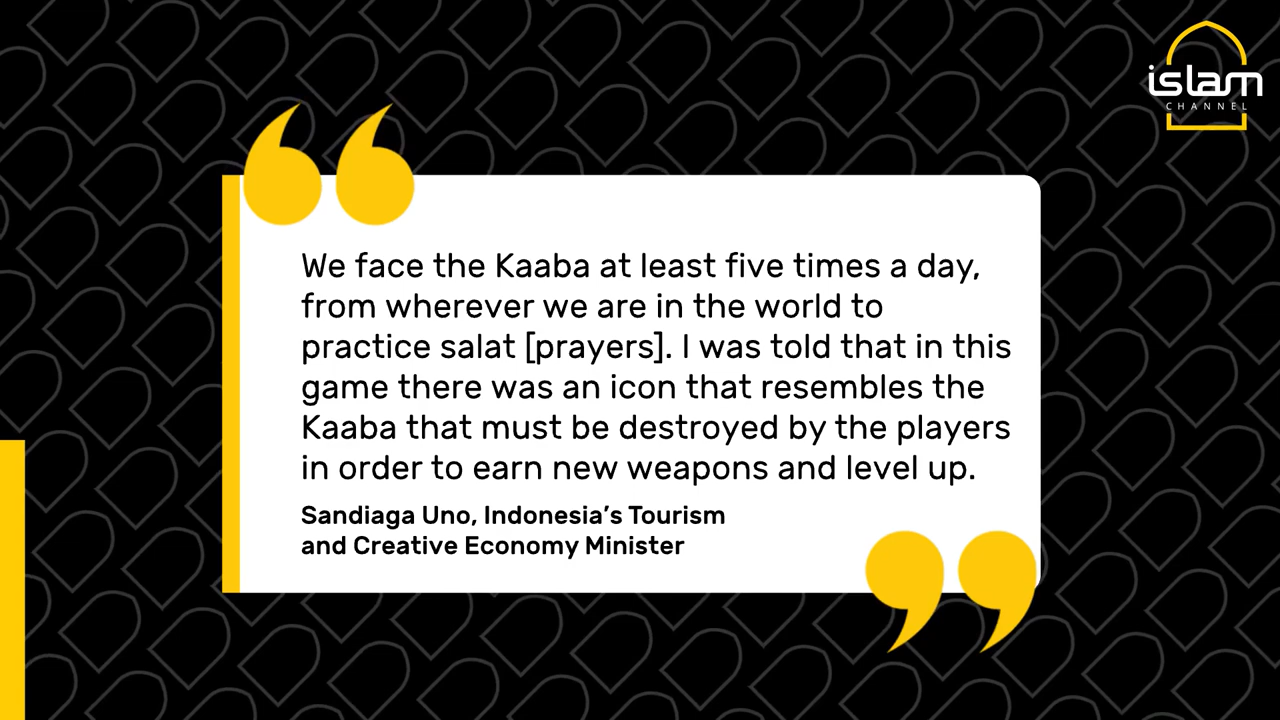 islam
CHANNEL
We face the Kaaba at least five times a day,
from wherever we are in the world to
practice salat [prayers]. I was told that in this
game there was an icon that resembles the
Kaaba that must be destroyed by the players
in order to earn new weapons and level up.
Sandiaga Uno, Indonesia’s Tourism
and Creative Economy Minister